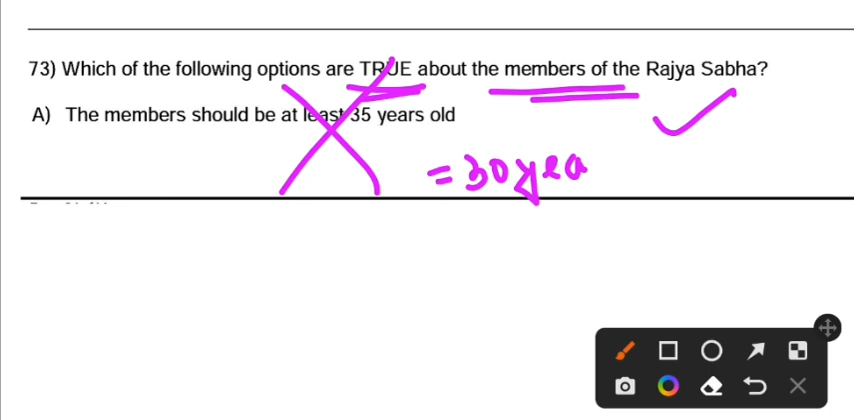 73) Which of the following options are TRUE about the members of the Rajya Sabha?
A) The members should be at least 35 years old
= 30 yea